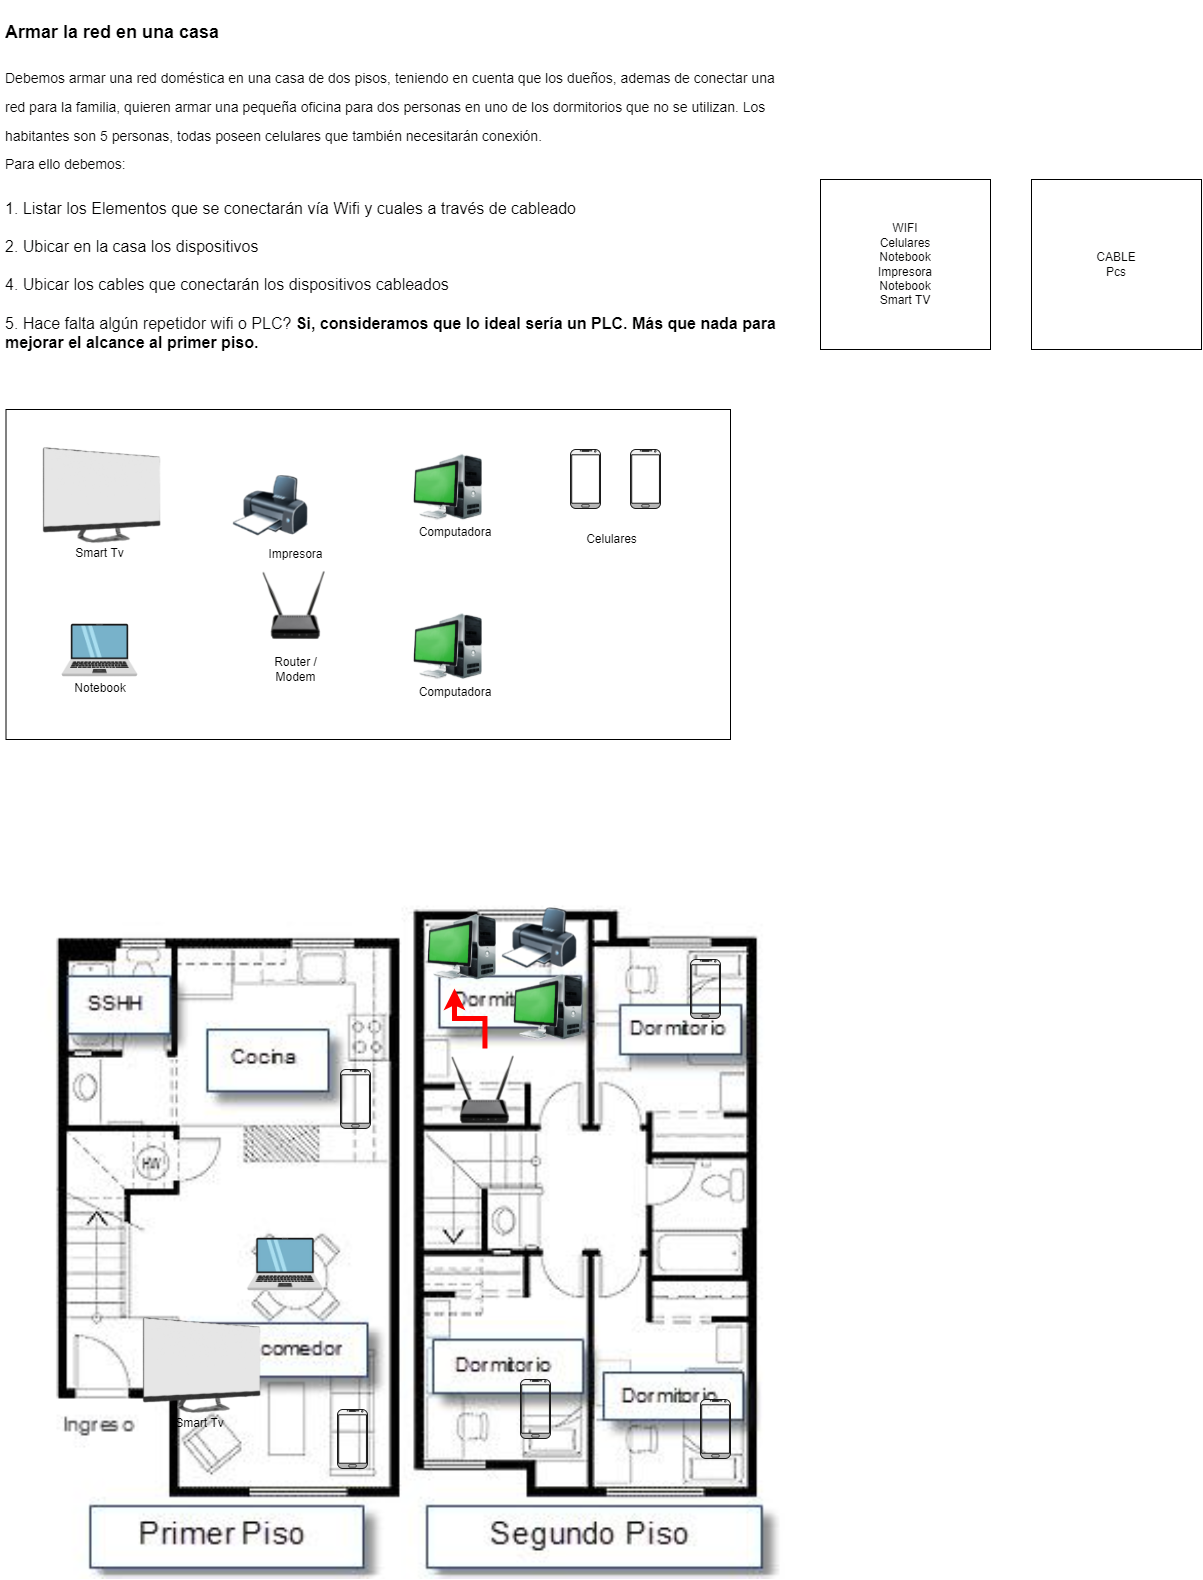 Armar la red en una casa
Debemos armar una red doméstica en una casa de dos pisos, teniendo en cuenta que los dueños, ademas de conectar una
red para la familia, quieren armar una pequeña oficina para dos personas en uno de los dormitorios que no se utilizan. Los
habitantes son 5 personas, todas poseen celulares que también necesitarán conexión.
Para ello debemos:
1. Listar los Elementos que se conectarán vía Wifi y cuales a través de cableado
2. Ubicar en la casa los dispositivos
4. Ubicar los cables que conectarán los dispositivos cableados
5. Hace falta algún repetidor wifi o PLC? Si, consideramos que lo ideal sería un PLC. Más que nada para
mejorar el alcance al primer piso.
WIFI
Celulares
Notebook
Impresora
Notebook
Smart TV
CABLE
Pcs
Smart Tv
Impresora
Computadora
Celulares
Notebook
Router /
Modem
Computadora
SSHH
Cocina
HW
comedor
Smart Tv
Ingreso
Primer Piso
Dormit
Dormitorio
Dormitorio
Dormitorio
Segundo Piso